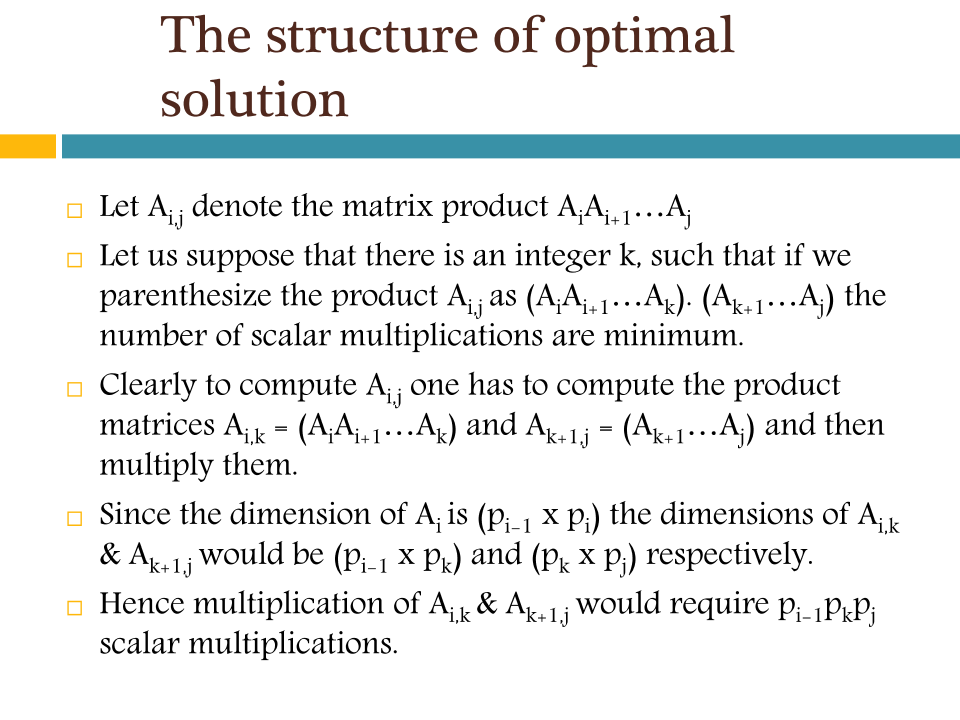 The structure of optimal
solution
Let A_{i,j} denote the matrix product A_iA_{i+1}…A_j
Let us suppose that there is an integer k, such that if we
parenthesize the product A_{i,j} as (A_iA_{i+1}…A_k). (A_{k+1}…A_j) the
number of scalar multiplications are minimum.
Clearly to compute A_{i,j} one has to compute the product
matrices A_{i,k} = (A_iA_{i+1}…A_k) and A_{k+1,j} = (A_{k+1}…A_j) and then
multiply them.
Since the dimension of A_i is (p_{i-1} x p_i) the dimensions of A_{i,k}
& A_{k+1,j} would be (p_{i-1} x p_k) and (p_k x p_j) respectively.
Hence multiplication of A_{i,k} & A_{k+1,j} would require p_{i-1}p_kp_j
scalar multiplications.